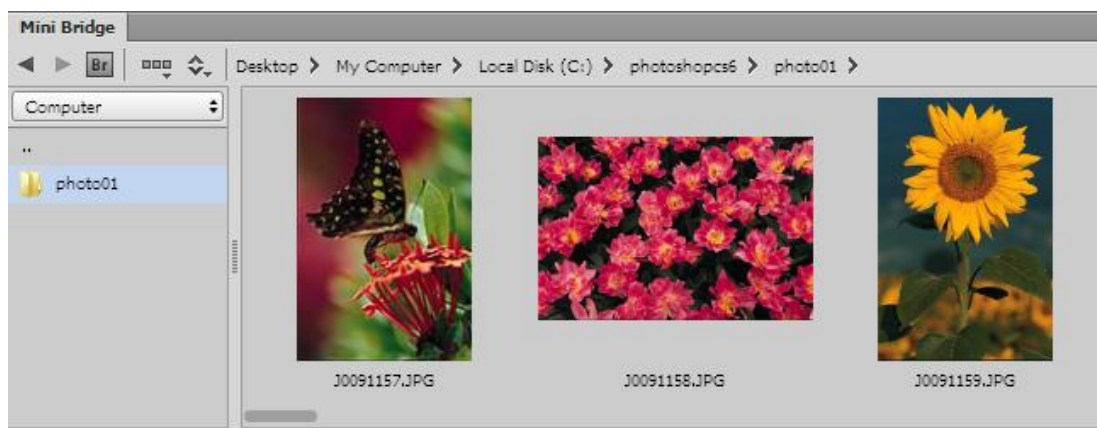 Mini Bridge
Br Desktop > My Computer > Local Disk (C:) > photoshopcs6 > photo01 >
Computer
..
photo01
J0091157.JPG J0091158.JPG J0091159.JPG